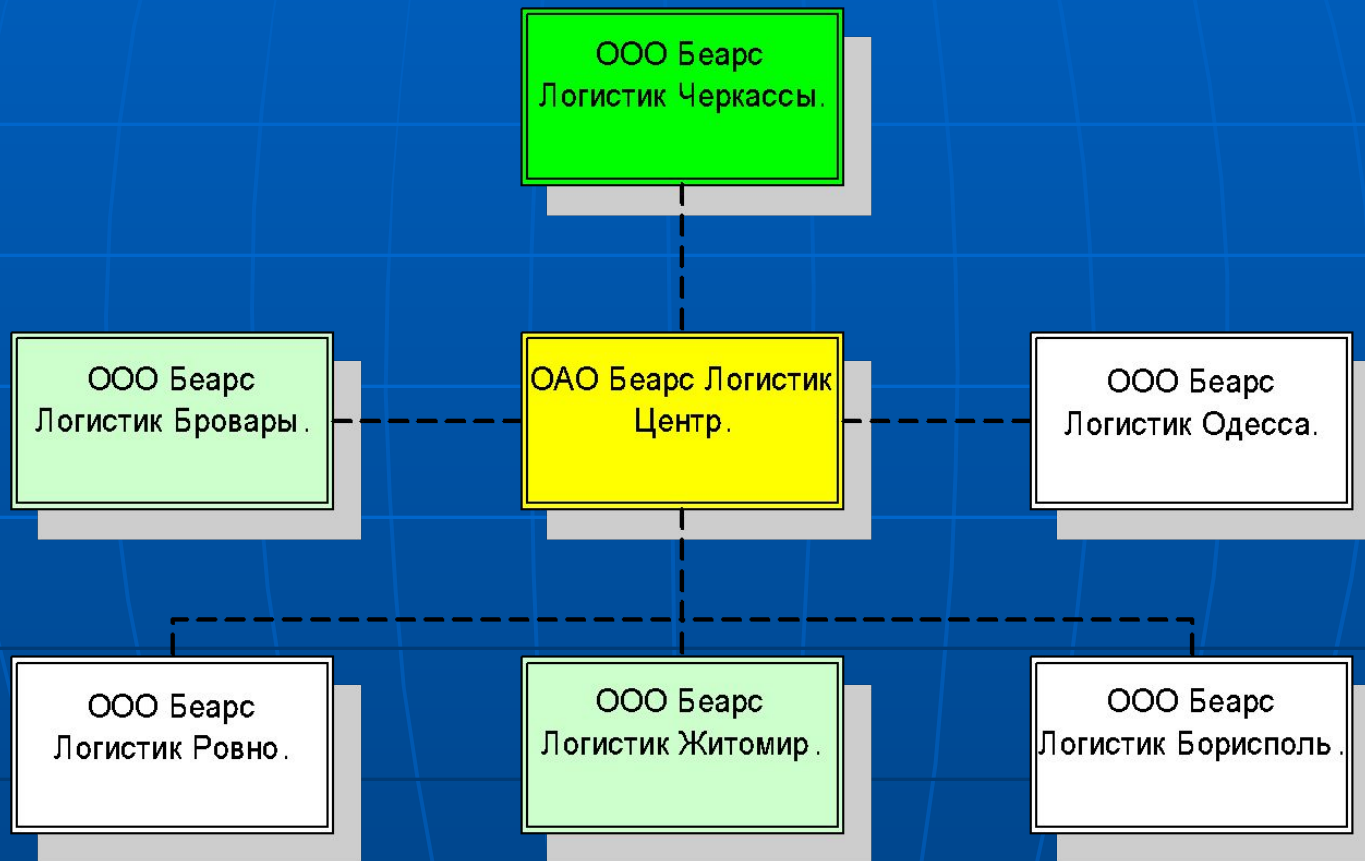 ООО Беарс
Логистик Черкассы.
ООО Беарс
Логистик Бровары.
ОАО Беарс Логистик
Центр.
ООО Беарс
Логистик Одесса.
ООО Беарс
Логистик Ровно.
ООО Беарс
Логистик Житомир.
ООО Беарс
Логистик Борисполь.